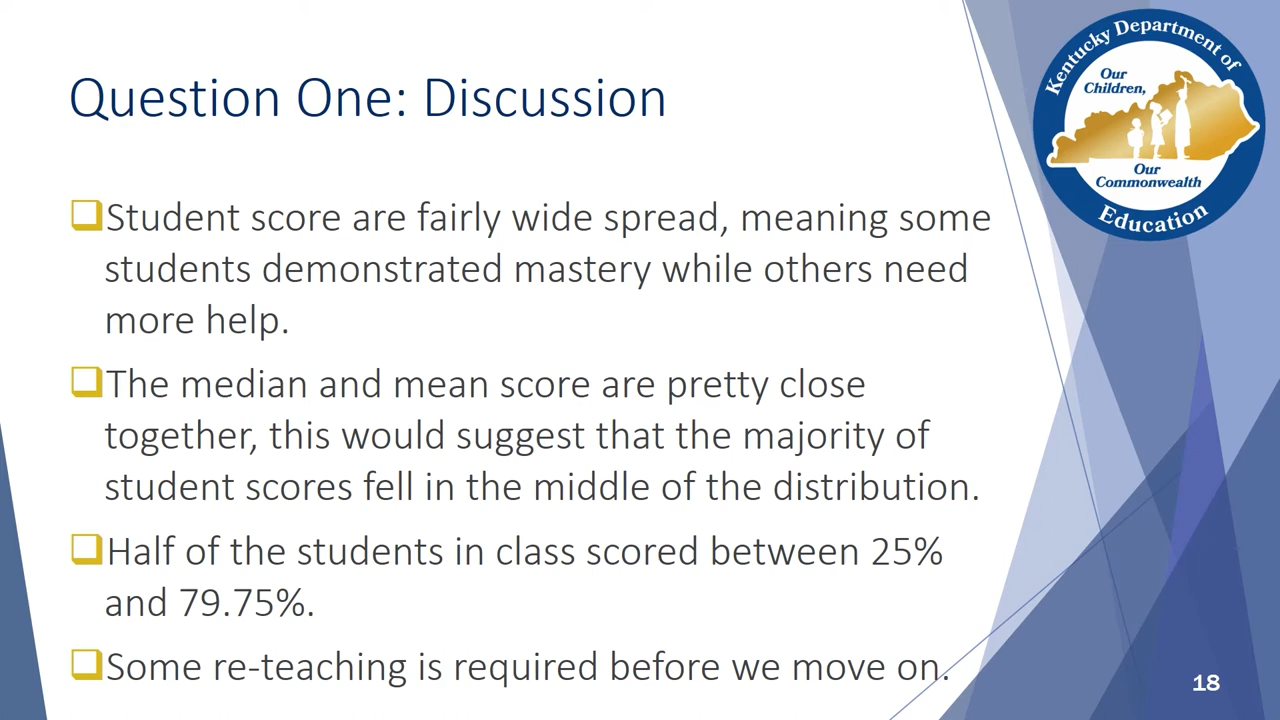 Question One: Discussion
Kentucky Department of
Our
Children,
Our
Commonwealth
Education
Student score are fairly wide spread, meaning some
students demonstrated mastery while others need
more help.
The median and mean score are pretty close
together, this would suggest that the majority of
student scores fell in the middle of the distribution.
Half of the students in class scored between 25%
and 79.75%.
Some re-teaching is required before we move on.
18